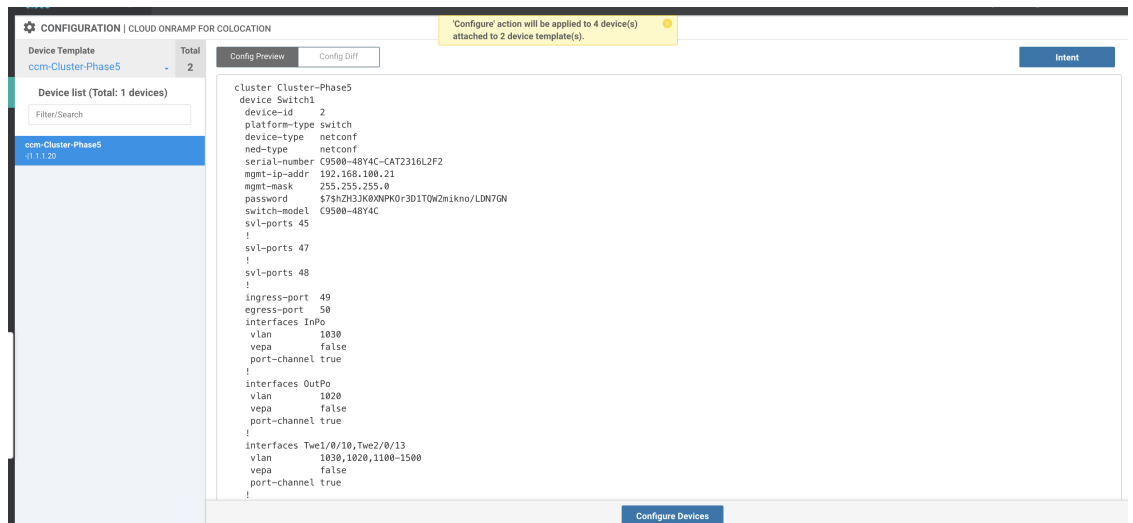 CONFIGURATION | CLOUD ONRAMP FOR COLOCATION
'Configure' action will be applied to 4 device(s)
attached to 2 device template(s).
Device Template
Total
ccm-Cluster-Phase5
2
Device list (Total: 1 devices)
Filter/Search
ccm-Cluster-Phase5
-|1.1.1.20
Config Preview
Config Diff
Intent
cluster Cluster-Phase5
device Switch1
device-id 2
platform-type switch
device-type netconf
ned-type netconf
serial-number C9500-48Y4C-CAT2316L2F2
mgmt-ip-addr 192.168.100.21
mgmt-mask 255.255.255.0
password $7$hZH3JK0XNPKOr3D1TQW2mikno/LDN7GN
switch-model C9500-48Y4C
svl-ports 45
!
svl-ports 47
!
svl-ports 48
!
ingress-port 49
egress-port 50
interfaces InPo
vlan 1030
vepa false
port-channel true
!
interfaces OutPo
vlan 1020
vepa false
port-channel true
!
interfaces Twe1/0/10,Twe2/0/13
vlan 1030,1020,1100-1500
vepa false
port-channel true
!
Configure Devices